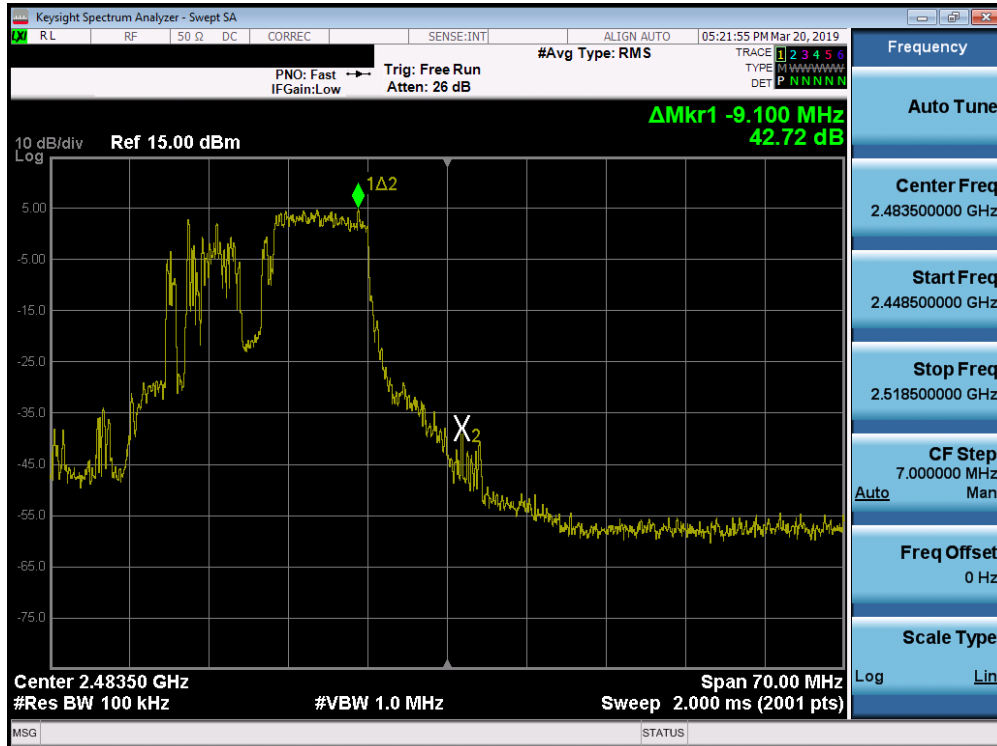 Keysight Spectrum Analyzer - Swept SA
LXI RL RF 50 Ω DC CORREC SENSE:INT ALIGN AUTO 05:21:55 PM Mar 20, 2019
PNO: Fast Trig: Free Run #Avg Type: RMS TRACE 1 2 3 4 5 6
IFGain:Low Atten: 26 dB TYPE M WWWWW
DET P N N N N N
ΔMkr1 -9.100 MHz
42.72 dB
10 dB/div Ref 15.00 dBm
Log
1Δ2
5.00
-5.00
-15.0
-25.0
-35.0
X2
-45.0
-55.0
-65.0
-75.0
Center 2.48350 GHz Span 70.00 MHz
#Res BW 100 kHz #VBW 1.0 MHz Sweep 2.000 ms (2001 pts)
MSG STATUS
Frequency
Auto Tune
Center Freq
2.483500000 GHz
Start Freq
2.448500000 GHz
Stop Freq
2.518500000 GHz
CF Step
7.000000 MHz
Auto Man
Freq Offset
0 Hz
Scale Type
Log Lin